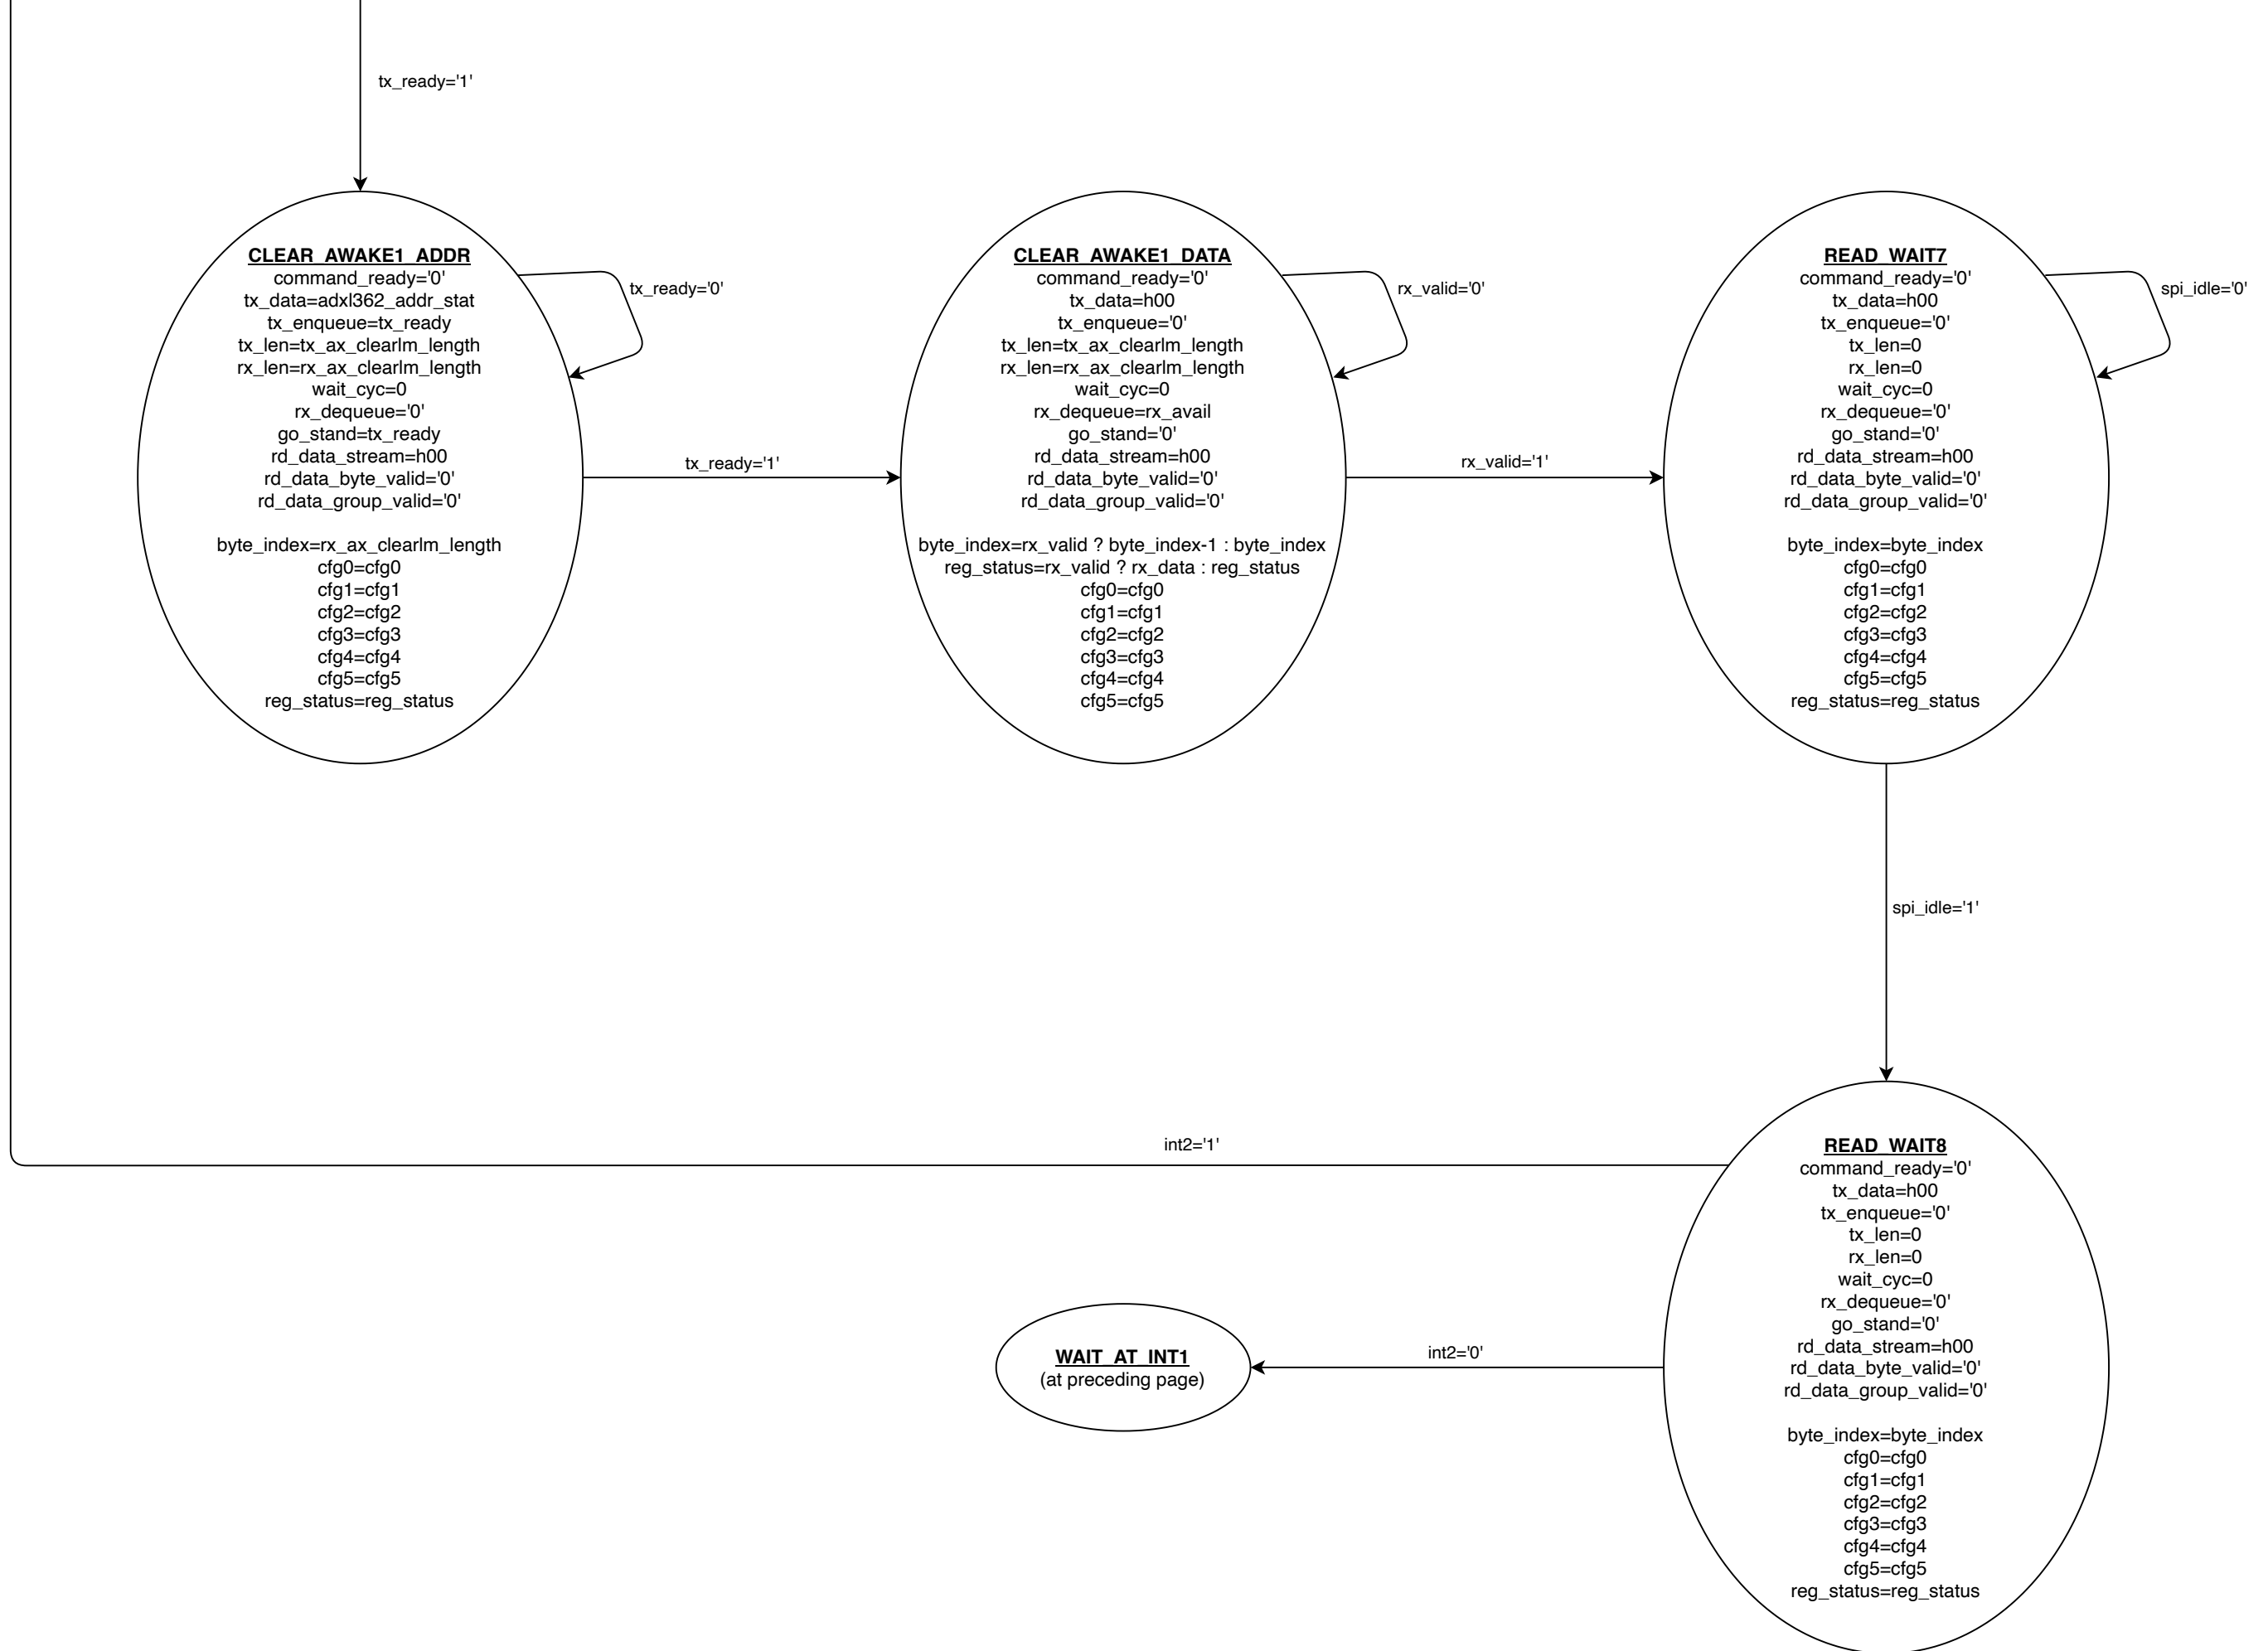 tx_ready='1'
CLEAR_AWAKE1_ADDR
command_ready='0'
tx_data=adxl362_addr_stat
tx_enqueue=tx_ready
tx_len=tx_ax_clearlm_length
rx_len=rx_ax_clearlm_length
wait_cyc=0
rx_dequeue='0'
go_stand=tx_ready
rd_data_stream=h00
rd_data_byte_valid='0'
rd_data_group_valid='0'
byte_index=rx_ax_clearlm_length
cfg0=cfg0
cfg1=cfg1
cfg2=cfg2
cfg3=cfg3
cfg4=cfg4
cfg5=cfg5
reg_status=reg_status
tx_ready='0'
tx_ready='1'
CLEAR_AWAKE1_DATA
command_ready='0'
tx_data=h00
tx_enqueue='0'
tx_len=tx_ax_clearlm_length
rx_len=rx_ax_clearlm_length
wait_cyc=0
rx_dequeue=rx_avail
go_stand='0'
rd_data_stream=h00
rd_data_byte_valid='0'
rd_data_group_valid='0'
byte_index=rx_valid ? byte_index-1 : byte_index
reg_status=rx_valid ? rx_data : reg_status
cfg0=cfg0
cfg1=cfg1
cfg2=cfg2
cfg3=cfg3
cfg4=cfg4
cfg5=cfg5
rx_valid='0'
rx_valid='1'
READ_WAIT7
command_ready='0'
tx_data=h00
tx_enqueue='0'
tx_len=0
rx_len=0
wait_cyc=0
rx_dequeue='0'
go_stand='0'
rd_data_stream=h00
rd_data_byte_valid='0'
rd_data_group_valid='0'
byte_index=byte_index
cfg0=cfg0
cfg1=cfg1
cfg2=cfg2
cfg3=cfg3
cfg4=cfg4
cfg5=cfg5
reg_status=reg_status
spi_idle='0'
spi_idle='1'
int2='1'
READ_WAIT8
command_ready='0'
tx_data=h00
tx_enqueue='0'
tx_len=0
rx_len=0
wait_cyc=0
rx_dequeue='0'
go_stand='0'
rd_data_stream=h00
rd_data_byte_valid='0'
rd_data_group_valid='0'
byte_index=byte_index
cfg0=cfg0
cfg1=cfg1
cfg2=cfg2
cfg3=cfg3
cfg4=cfg4
cfg5=cfg5
reg_status=reg_status
int2='0'
WAIT_AT_INT1
(at preceding page)